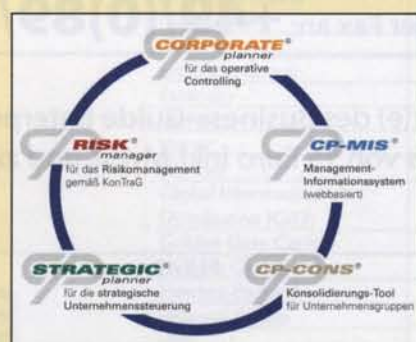 CORPORATE®
planner
für das operative
Controlling
RISK®
manager
für das Risikomanagement
gemäß KonTraG
CP-MIS®
Management-
Informationssystem
(webbasiert)
STRATEGIC®
planner
für die strategische
Unternehmenssteuerung
CP-CONS®
Konsolidierungs-Tool
für Unternehmensgruppen